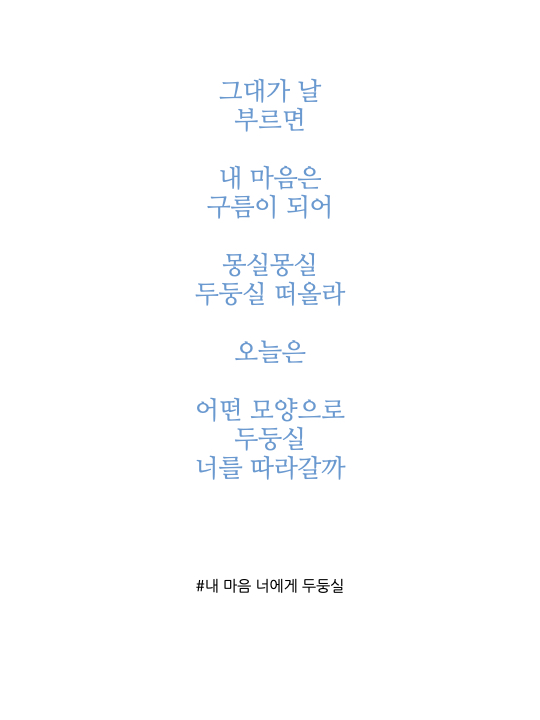 그대가 날
부르면
내 마음은
구름이 되어
몽실몽실
두둥실 떠올라
오늘은
어떤 모양으로
두둥실
너를 따라갈까
#내 마음 너에게 두둥실